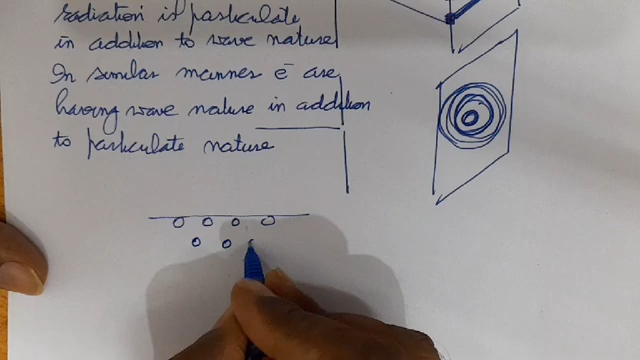 radiation is particulate
in addition to wave nature
In similar manner ē are
having wave nature in addition
to particulate nature